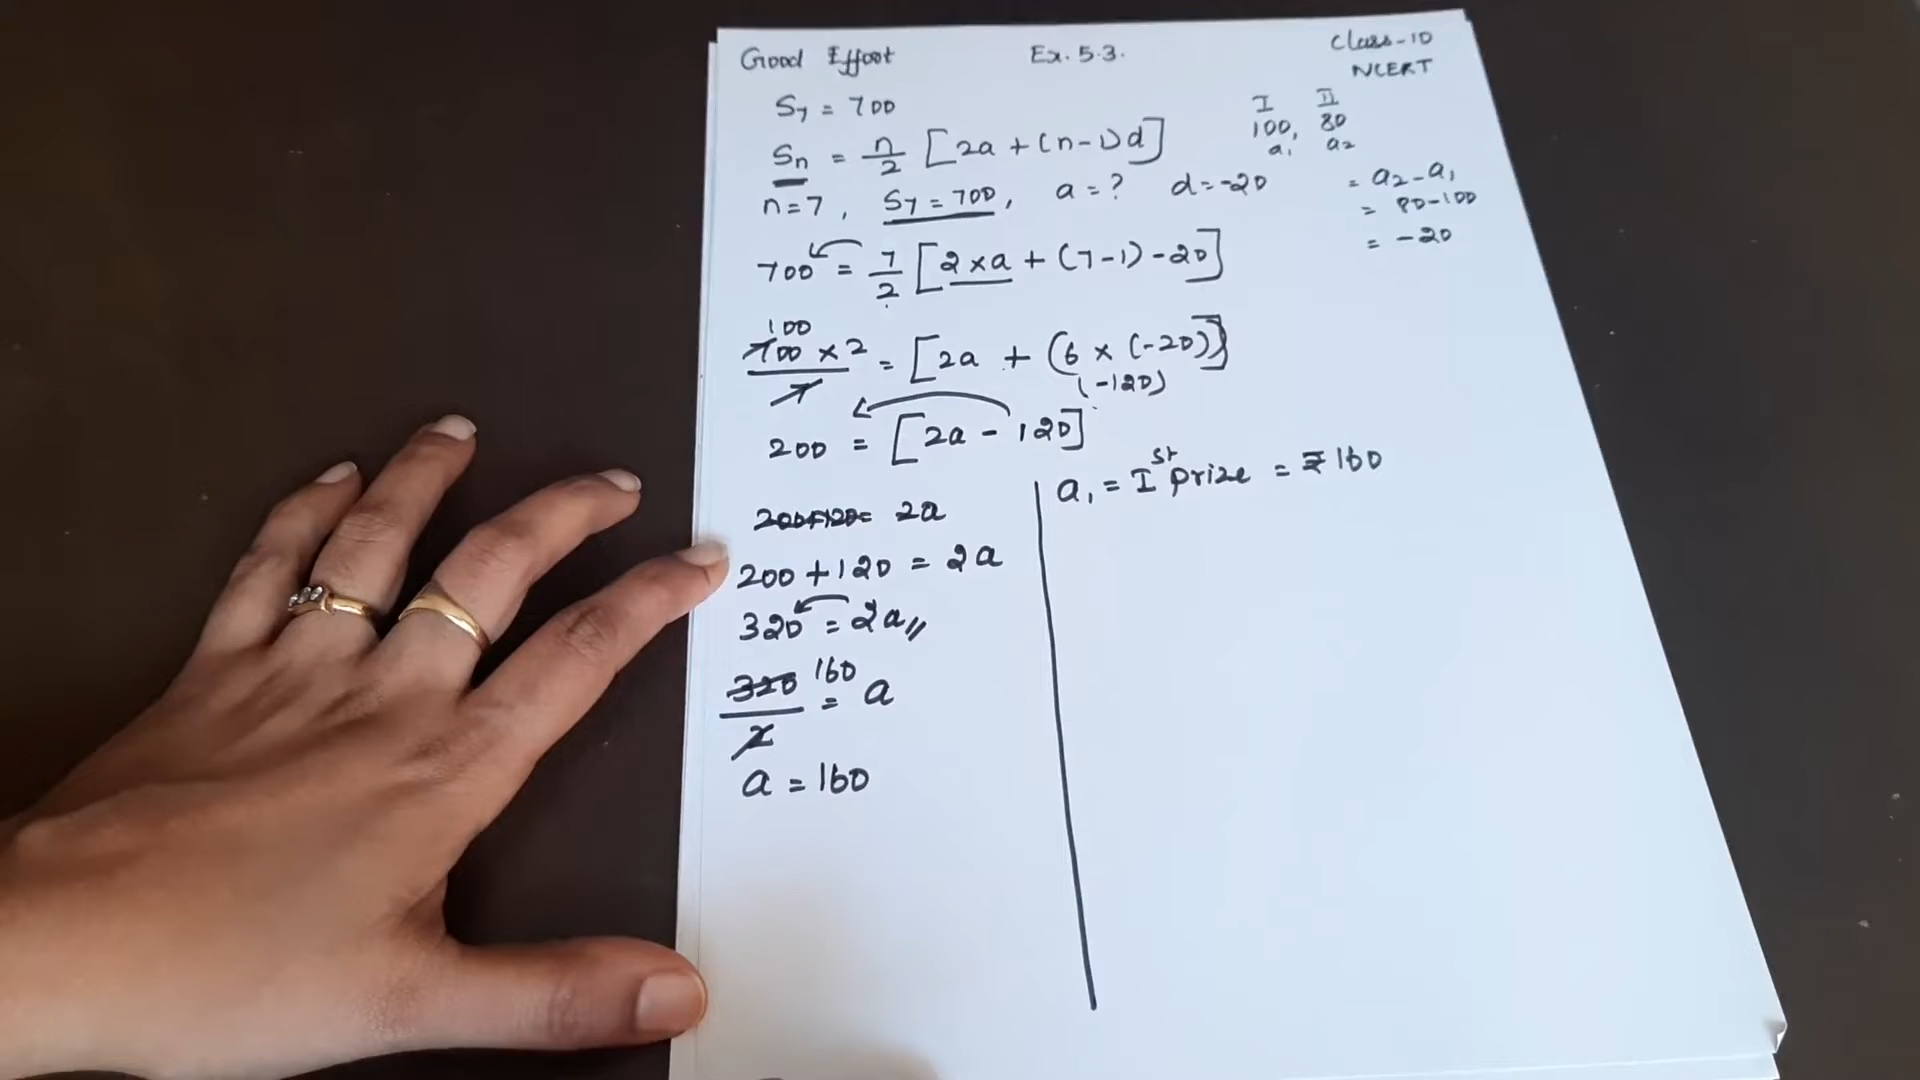 Good Effort Ex. 5.3. Class-10
NCERT
S7 = 700
I II
100, 80
a1 a2
Sn = n/2 [2a + (n-1)d]
n=7, S7 = 700, a = ? d = -20
= a2 - a1
= 80-100
= -20
700 = 7/2 [2 × a + (7-1) -20]
100
700 × 2 / 7 = [2a + (6 × (-20))]
(-120)
200 = [2a - 120]
200+120= 2a
200 + 120 = 2a
320 = 2a//
320/2 160 = a
a = 160
a1 = Ist prize = ₹160